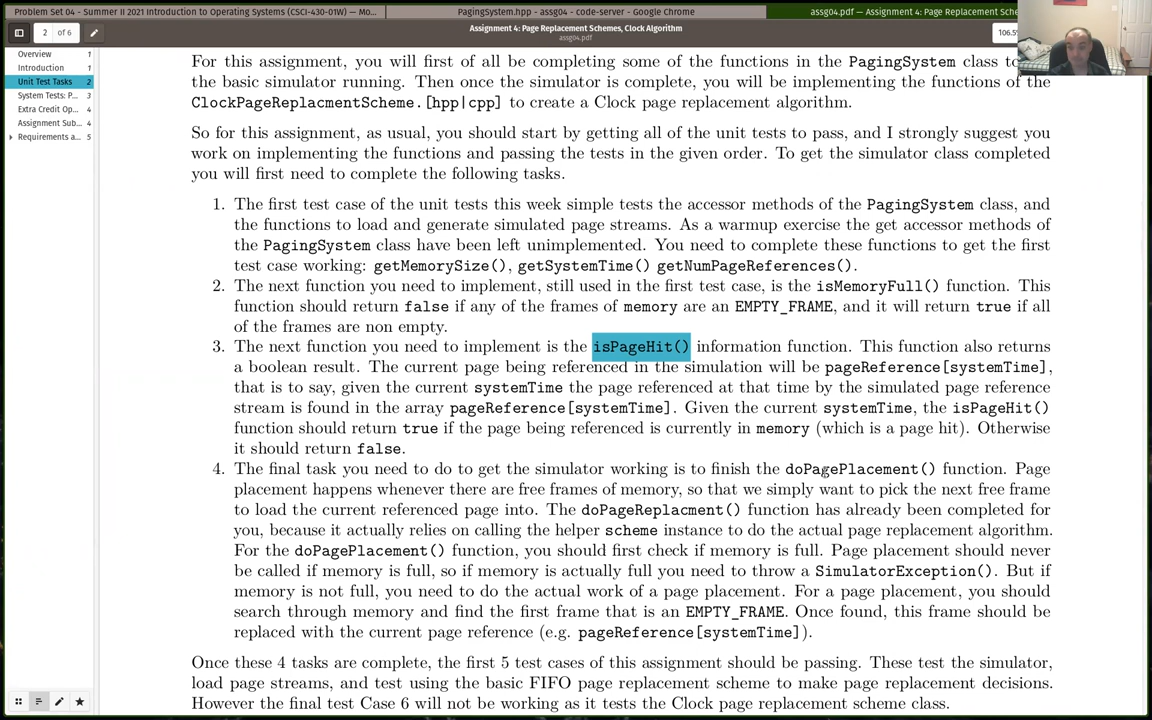 Problem Set 04 - Summer II 2021 Introduction to Operating Systems (CSCI-430-01W) — Mo...
PagingSystem.hpp - assg04 - code-server - Google Chrome
assg04.pdf — Assignment 4: Page Replacement Sche
2 of 6
Assignment 4: Page Replacement Schemes, Clock Algorithm
assg04.pdf
106.5
Overview 1
Introduction 1
Unit Test Tasks 2
System Tests: P... 3
Extra Credit Op... 4
Assignment Sub... 4
Requirements a... 5
For this assignment, you will first of all be completing some of the functions in the PagingSystem class to
the basic simulator running. Then once the simulator is complete, you will be implementing the functions of the
ClockPageReplacmentScheme.[hpp|cpp] to create a Clock page replacement algorithm.
So for this assignment, as usual, you should start by getting all of the unit tests to pass, and I strongly suggest you
work on implementing the functions and passing the tests in the given order. To get the simulator class completed
you will first need to complete the following tasks.
1. The first test case of the unit tests this week simple tests the accessor methods of the PagingSystem class, and
the functions to load and generate simulated page streams. As a warmup exercise the get accessor methods of
the PagingSystem class have been left unimplemented. You need to complete these functions to get the first
test case working: getMemorySize(), getSystemTime() getNumPageReferences().
2. The next function you need to implement, still used in the first test case, is the isMemoryFull() function. This
function should return false if any of the frames of memory are an EMPTY_FRAME, and it will return true if all
of the frames are non empty.
3. The next function you need to implement is the isPageHit() information function. This function also returns
a boolean result. The current page being referenced in the simulation will be pageReference[systemTime],
that is to say, given the current systemTime the page referenced at that time by the simulated page reference
stream is found in the array pageReference[systemTime]. Given the current systemTime, the isPageHit()
function should return true if the page being referenced is currently in memory (which is a page hit). Otherwise
it should return false.
4. The final task you need to do to get the simulator working is to finish the doPagePlacement() function. Page
placement happens whenever there are free frames of memory, so that we simply want to pick the next free frame
to load the current referenced page into. The doPageReplacment() function has already been completed for
you, because it actually relies on calling the helper scheme instance to do the actual page replacement algorithm.
For the doPagePlacement() function, you should first check if memory is full. Page placement should never
be called if memory is full, so if memory is actually full you need to throw a SimulatorException(). But if
memory is not full, you need to do the actual work of a page placement. For a page placement, you should
search through memory and find the first frame that is an EMPTY_FRAME. Once found, this frame should be
replaced with the current page reference (e.g. pageReference[systemTime]).
Once these 4 tasks are complete, the first 5 test cases of this assignment should be passing. These test the simulator,
load page streams, and test using the basic FIFO page replacement scheme to make page replacement decisions.
However the final test Case 6 will not be working as it tests the Clock page replacement scheme class.